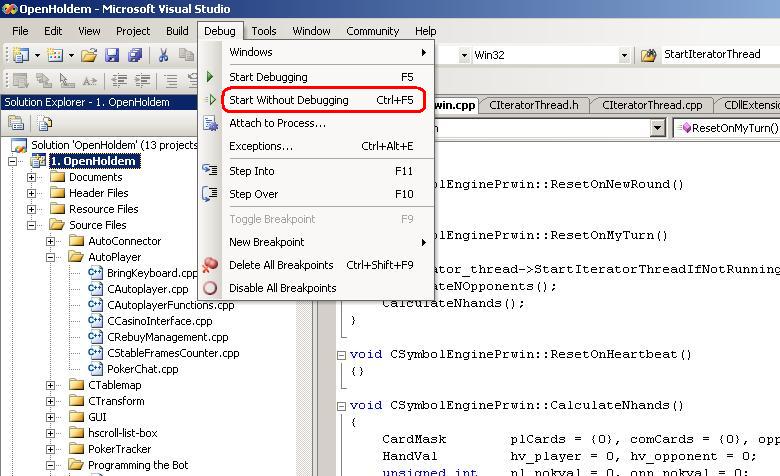 OpenHoldem - Microsoft Visual Studio
File Edit View Project Build Debug Tools Window Community Help
Win32 StartIteratorThread
Solution Explorer - 1. OpenHoldem
Solution 'OpenHoldem' (13 projects
1. OpenHoldem
Documents
Header Files
Resource Files
Source Files
AutoConnector
AutoPlayer
BringKeyboard.cpp
CAutoplayer.cpp
CAutoplayerFunctions.cpp
CCasinoInterface.cpp
CRebuyManagement.cpp
CStableFramesCounter.cpp
PokerChat.cpp
CTablemap
CTransform
GUI
hscroll-list-box
PokerTracker
Programming the Bot
Windows
Start Debugging F5
Start Without Debugging Ctrl+F5
Attach to Process...
Exceptions... Ctrl+Alt+E
Step Into F11
Step Over F10
Toggle Breakpoint F9
New Breakpoint
Delete All Breakpoints Ctrl+Shift+F9
Disable All Breakpoints
win.cpp CIteratorThread.h CIteratorThread.cpp CDllExtensi
ResetOnMyTurn()
mbolEnginePrwin::ResetOnNewRound()
mbolEnginePrwin::ResetOnMyTurn()
rator_thread->StartIteratorThreadIfNotRunning
ateNOpponents();
CalculateNhands();
}
void CSymbolEnginePrwin::ResetOnHeartbeat()
{}
void CSymbolEnginePrwin::CalculateNhands()
{
CardMask plCards = {0}, comCards = {0}, opp
HandVal hv_player = 0, hv_opponent = 0;
unsigned int pl_pokval = 0, opp_pokval = 0;